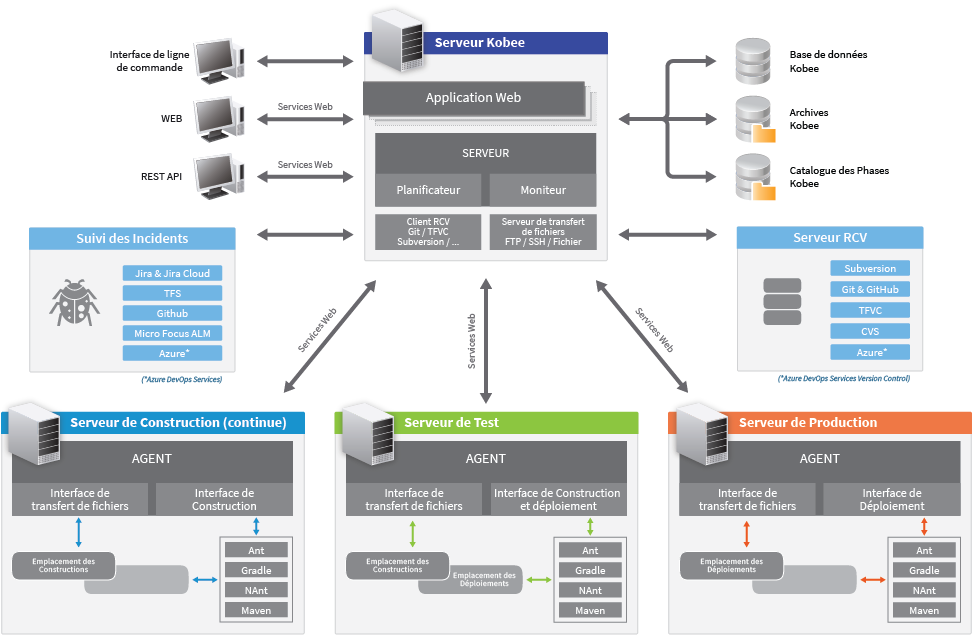 Serveur Kobee
Interface de ligne
de commande
WEB
REST API
Services Web
Services Web
Application Web
SERVEUR
Planificateur
Moniteur
Client RCV
Git / TFVC
Subversion / ...
Serveur de transfert
de fichiers
FTP / SSH / Fichier
Base de données
Kobee
Archives
Kobee
Catalogue des Phases
Kobee
Suivi des Incidents
Jira & Jira Cloud
TFS
Github
Micro Focus ALM
Azure*
(*Azure DevOps Services)
Serveur RCV
Subversion
Git & GitHub
TFVC
CVS
Azure*
(*Azure DevOps Services Version Control)
Services Web
Services Web
Services Web
Serveur de Construction (continue)
AGENT
Interface de
transfert de fichiers
Interface de
Construction
Emplacement des
Constructions
Ant
Gradle
NAnt
Maven
Serveur de Test
AGENT
Interface de
transfert de fichiers
Interface de Construction
et déploiement
Emplacement des
Constructions
Emplacement des
Déploiements
Ant
Gradle
NAnt
Maven
Serveur de Production
AGENT
Interface de
transfert de fichiers
Interface de
Déploiement
Emplacement des
Déploiements
Ant
Gradle
NAnt
Maven